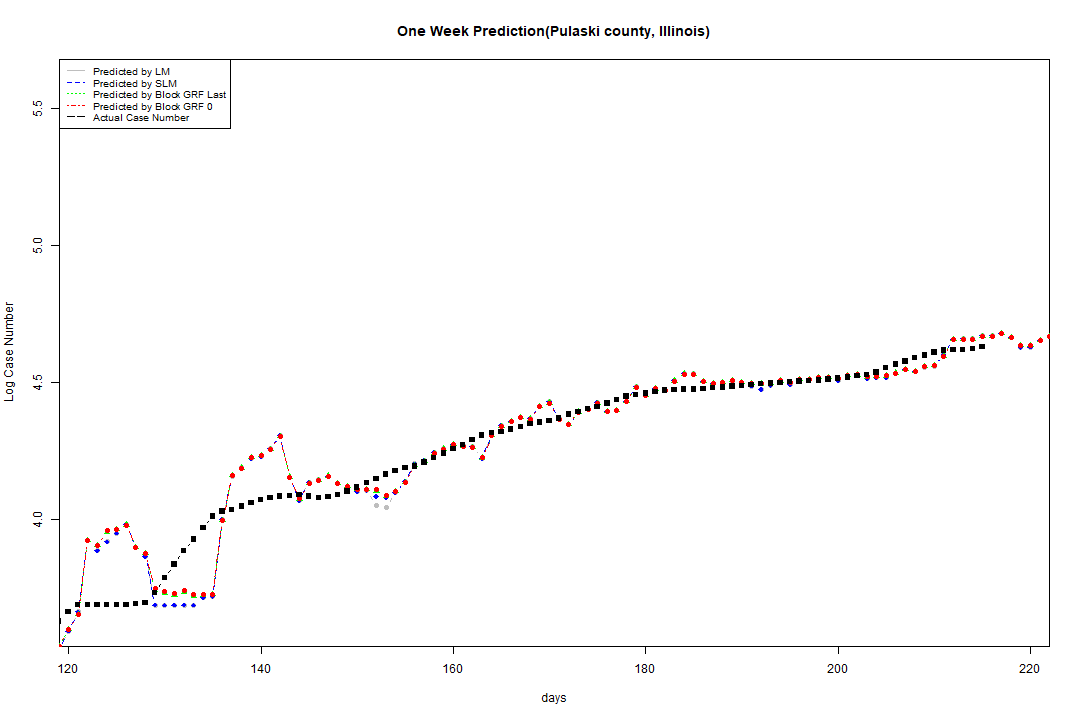 One Week Prediction(Pulaski county, Illinois)
Predicted by LM
Predicted by SLM
Predicted by Block GRF Last
Predicted by Block GRF 0
Actual Case Number
5.5
5.0
4.5
4.0
Log Case Number
120 140 160 180 200 220
days